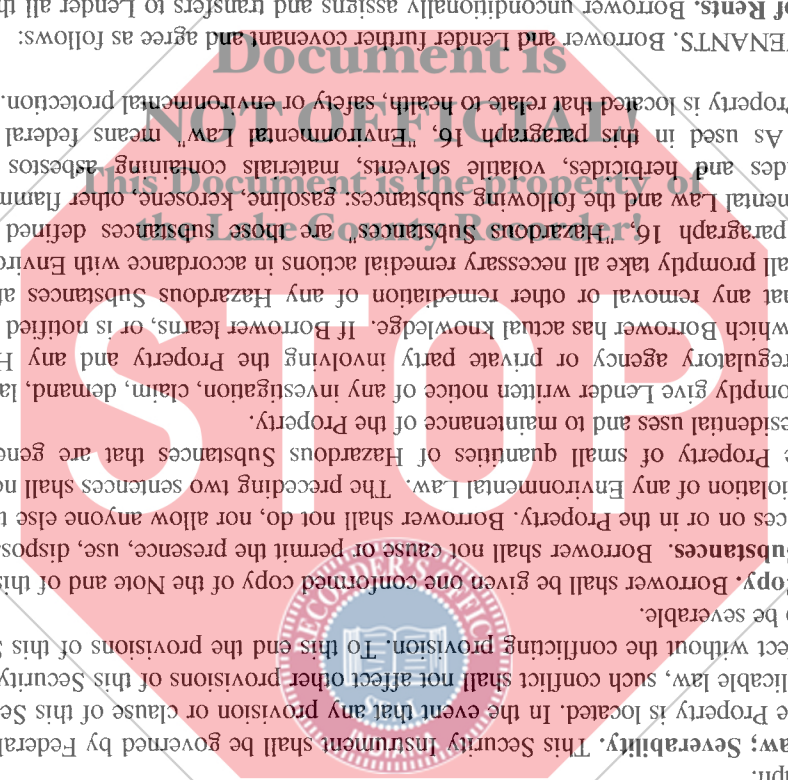 Document is
NOT OFFICIAL!
This Document is the property of
the Lake County Recorder!
STOP
RECORDER'S OFFICE
SEAL
INDIANA
aph.
aw; Severability. This Security Instrument shall be governed by Federal
e Property is located. In the event that any provision or clause of this Se
licable law, such conflict shall not affect other provisions of this Security
ect without the conflicting provision. To this end the provisions of this S
o be severable.
Copy. Borrower shall be given one conformed copy of the Note and of this
ubstances. Borrower shall not cause or permit the presence, use, dispos
ces on or in the Property. Borrower shall not do, nor allow anyone else t
iolation of any Environmental Law. The preceding two sentences shall no
e Property of small quantities of Hazardous Substances that are gene
esidential uses and to maintenance of the Property.
omptly give Lender written notice of any investigation, claim, demand, la
regulatory agency or private party involving the Property and any H
which Borrower has actual knowledge. If Borrower learns, or is notified
hat any removal or other remediation of any Hazardous Substances af
all promptly take all necessary remedial actions in accordance with Enviro
paragraph 16, "Hazardous Substances" are those substances defined
mental Law and the following substances: gasoline, kerosene, other flamm
des and herbicides, volatile solvents, materials containing asbestos
As used in this paragraph 16, "Environmental Law" means federal
roperty is located that relate to health, safety or environmental protection.
ENANTS. Borrower and Lender further covenant and agree as follows:
of Rents. Borrower unconditionally assigns and transfers to Lender all th